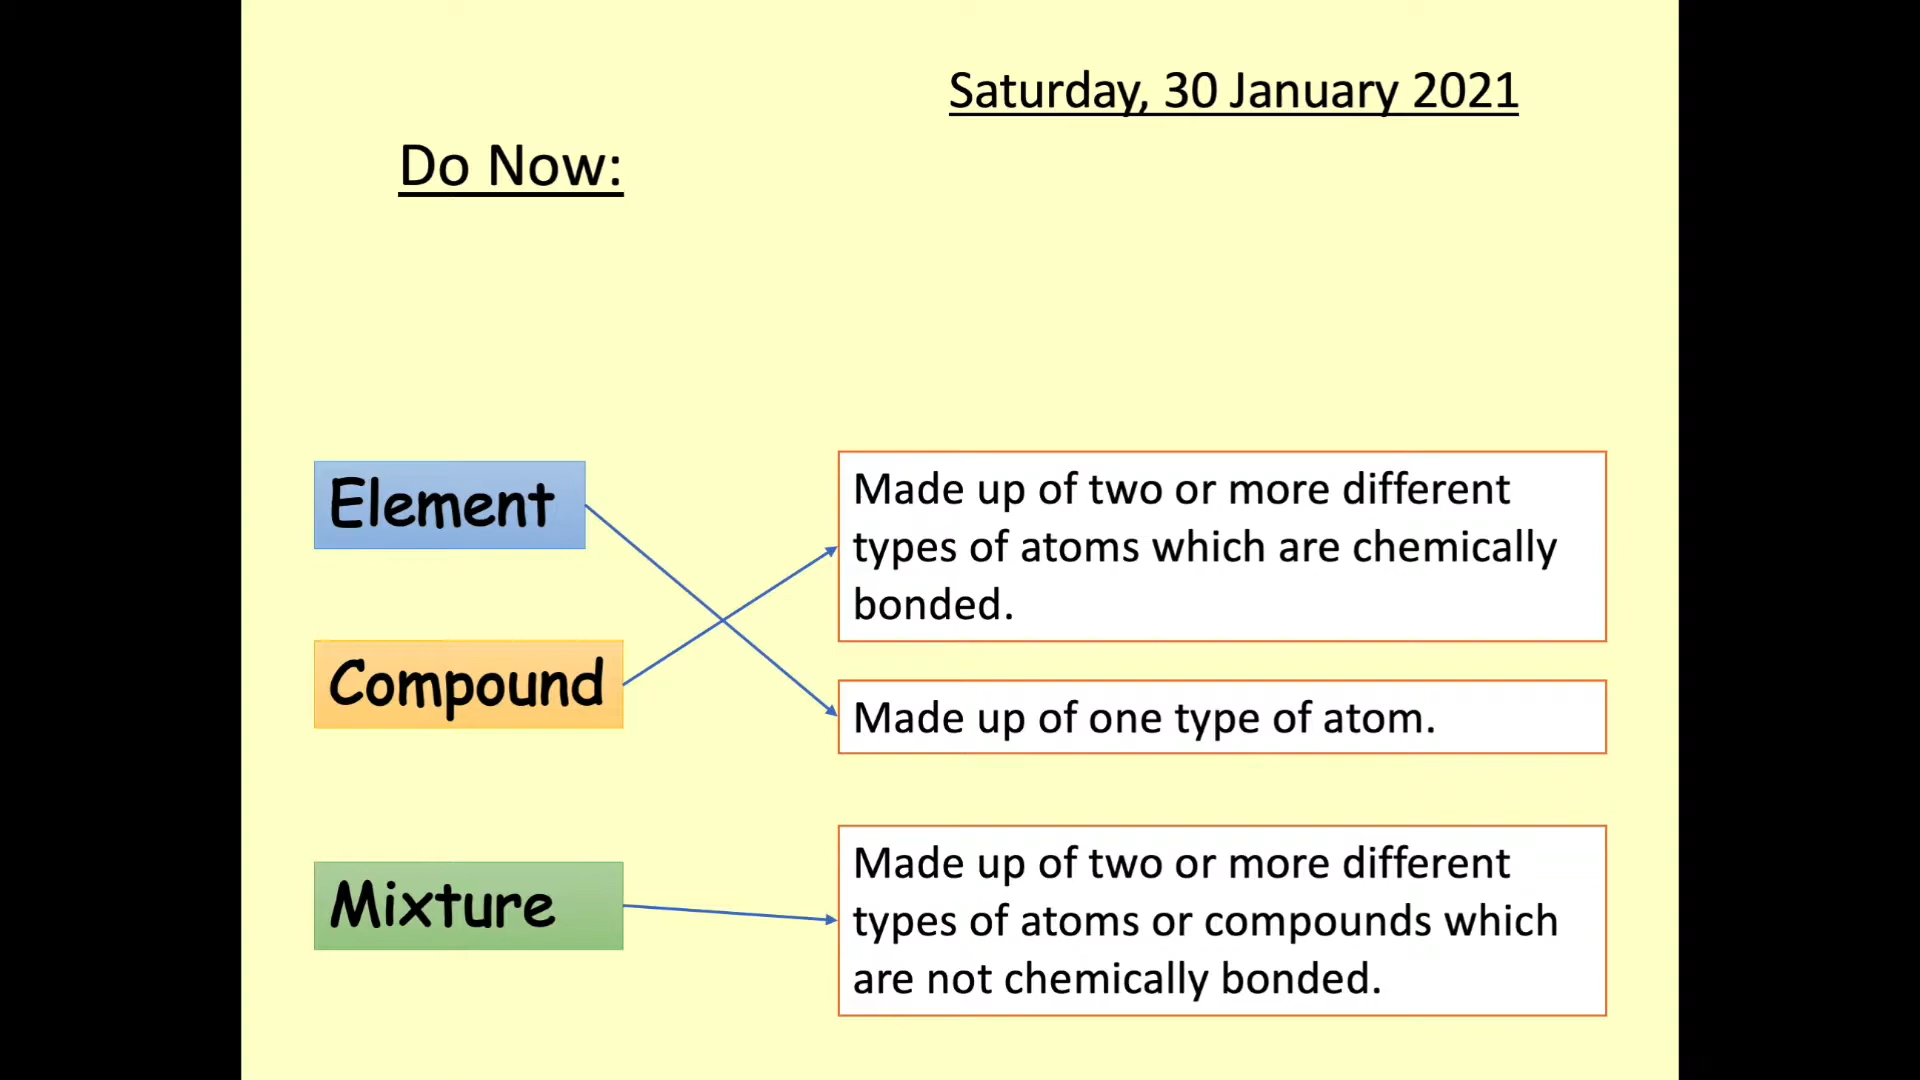 Saturday, 30 January 2021
Do Now:
Element
Made up of two or more different
types of atoms which are chemically
bonded.
Compound
Made up of one type of atom.
Mixture
Made up of two or more different
types of atoms or compounds which
are not chemically bonded.